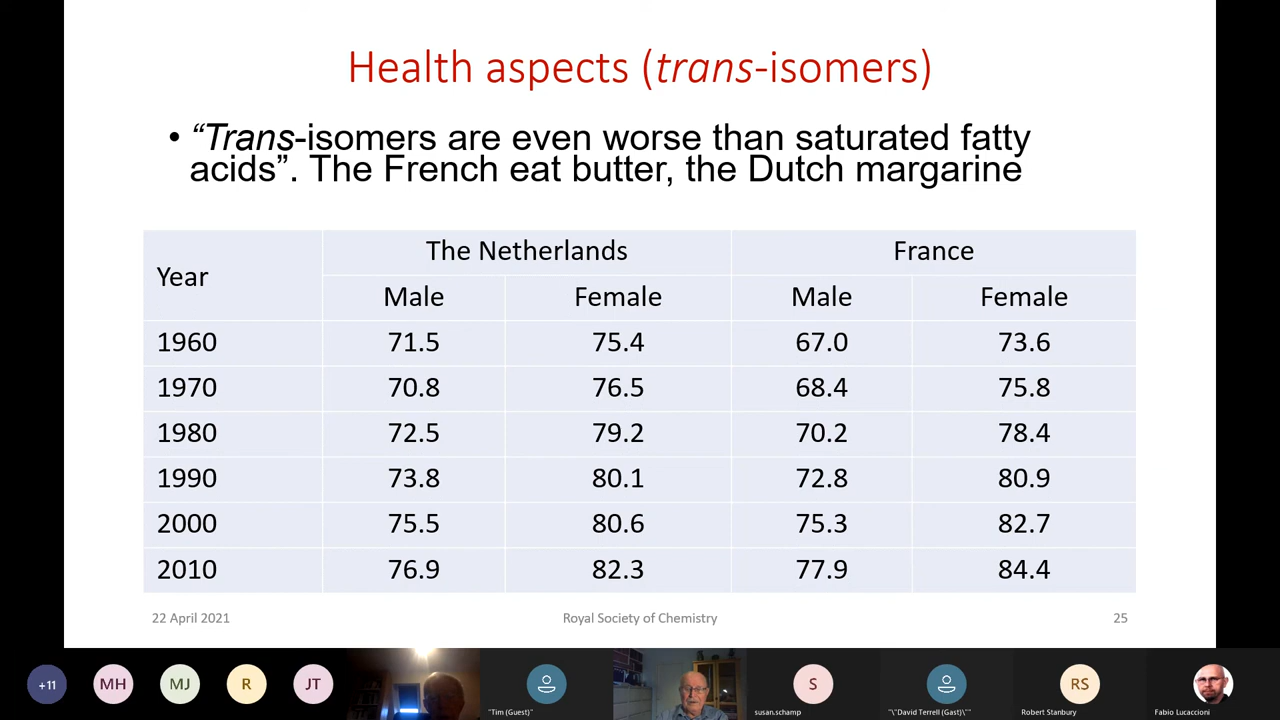 Health aspects (trans-isomers)
• “Trans-isomers are even worse than saturated fatty
acids”. The French eat butter, the Dutch margarine
Year The Netherlands France
Male Female Male Female
1960 71.5 75.4 67.0 73.6
1970 70.8 76.5 68.4 75.8
1980 72.5 79.2 70.2 78.4
1990 73.8 80.1 72.8 80.9
2000 75.5 80.6 75.3 82.7
2010 76.9 82.3 77.9 84.4
22 April 2021 Royal Society of Chemistry 25
+11 MH MJ R JT S RS
"Tim (Guest)" susan.schamp "\"David Terrell (Gast)\"" Robert Stanbury Fabio Lucaccioni